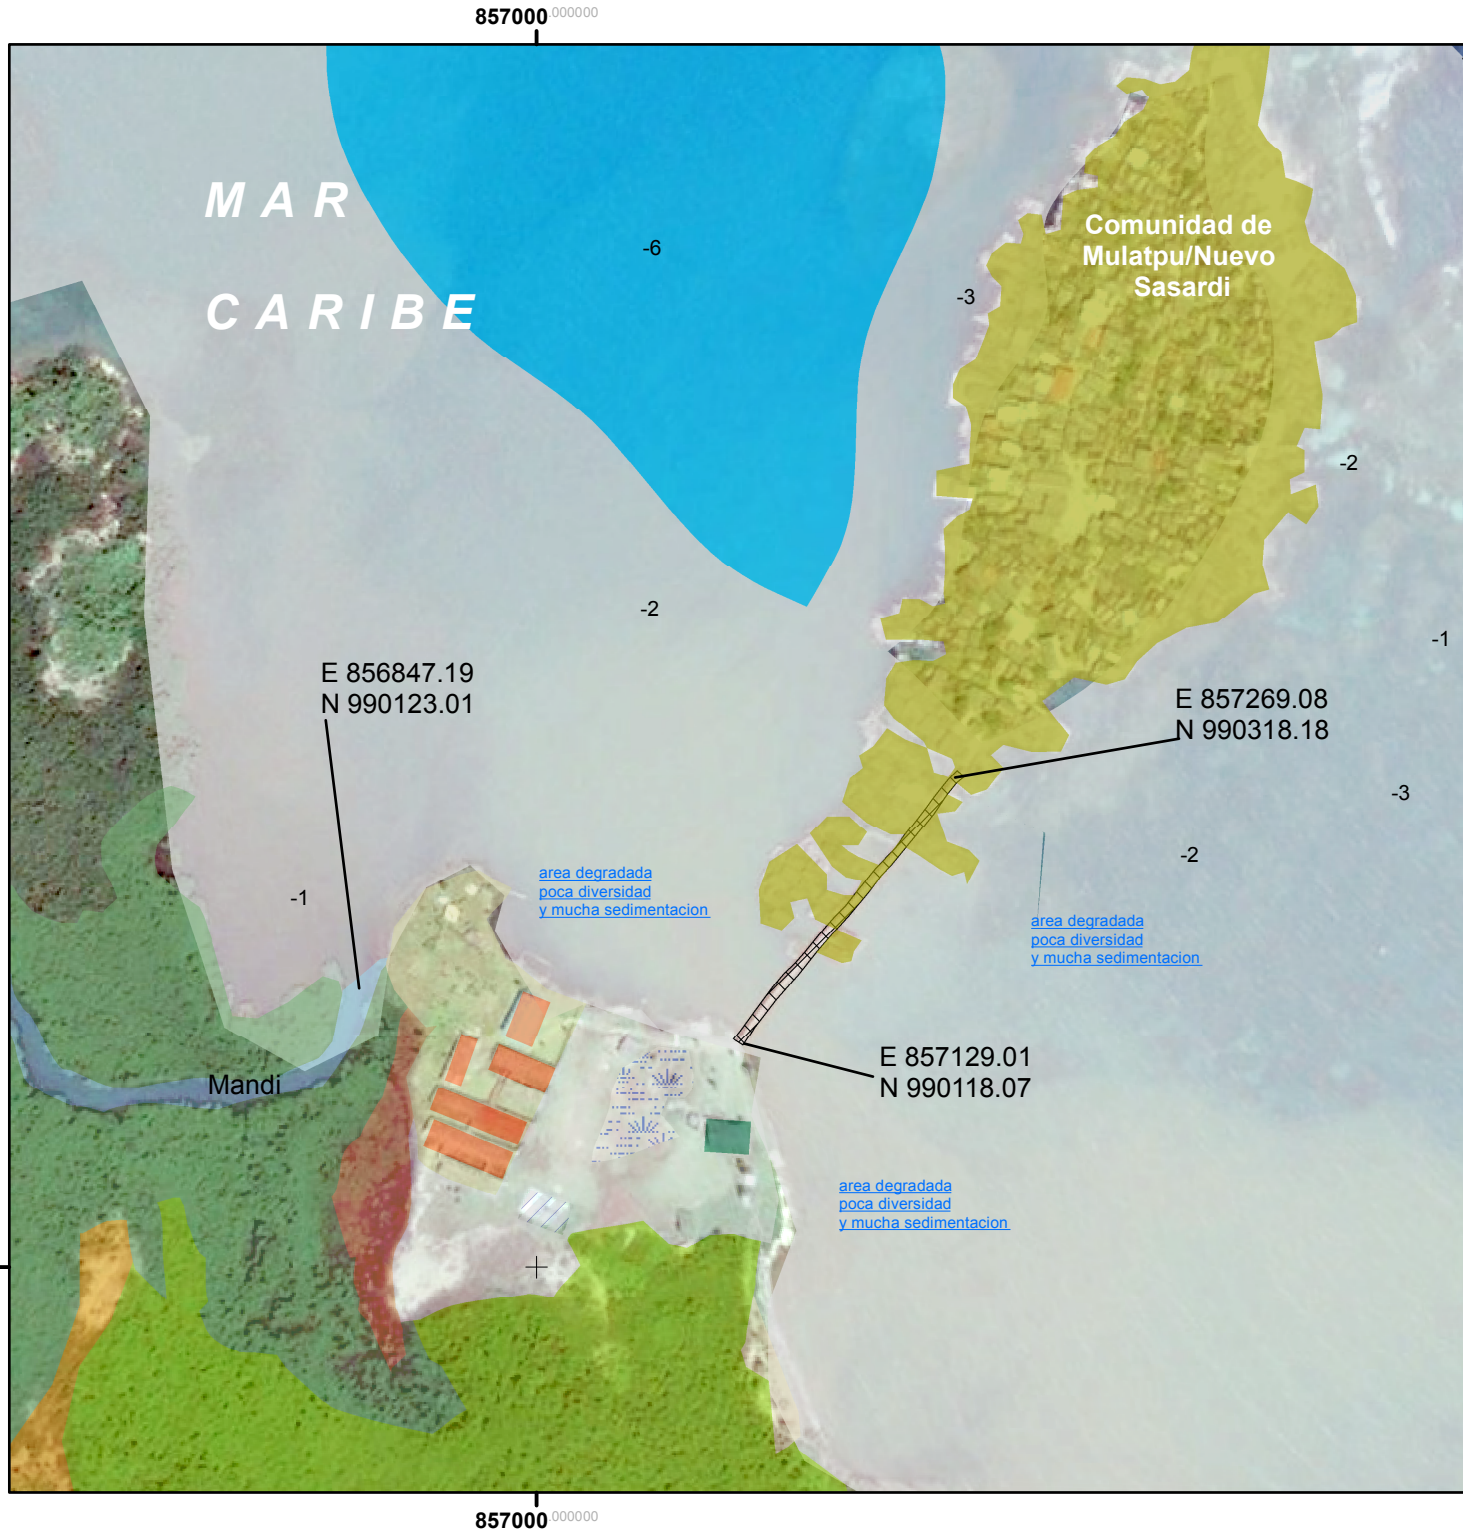 857000.000000
M A R
C A R I B E
-6
Comunidad de
Mulatpu/Nuevo
Sasardi
-3
-2
-2
-1
E 856847.19
N 990123.01
E 857269.08
N 990318.18
-3
-2
-1
area degradada
poca diversidad
y mucha sedimentacion
area degradada
poca diversidad
y mucha sedimentacion
E 857129.01
N 990118.07
Mandi
area degradada
poca diversidad
y mucha sedimentacion
857000.000000